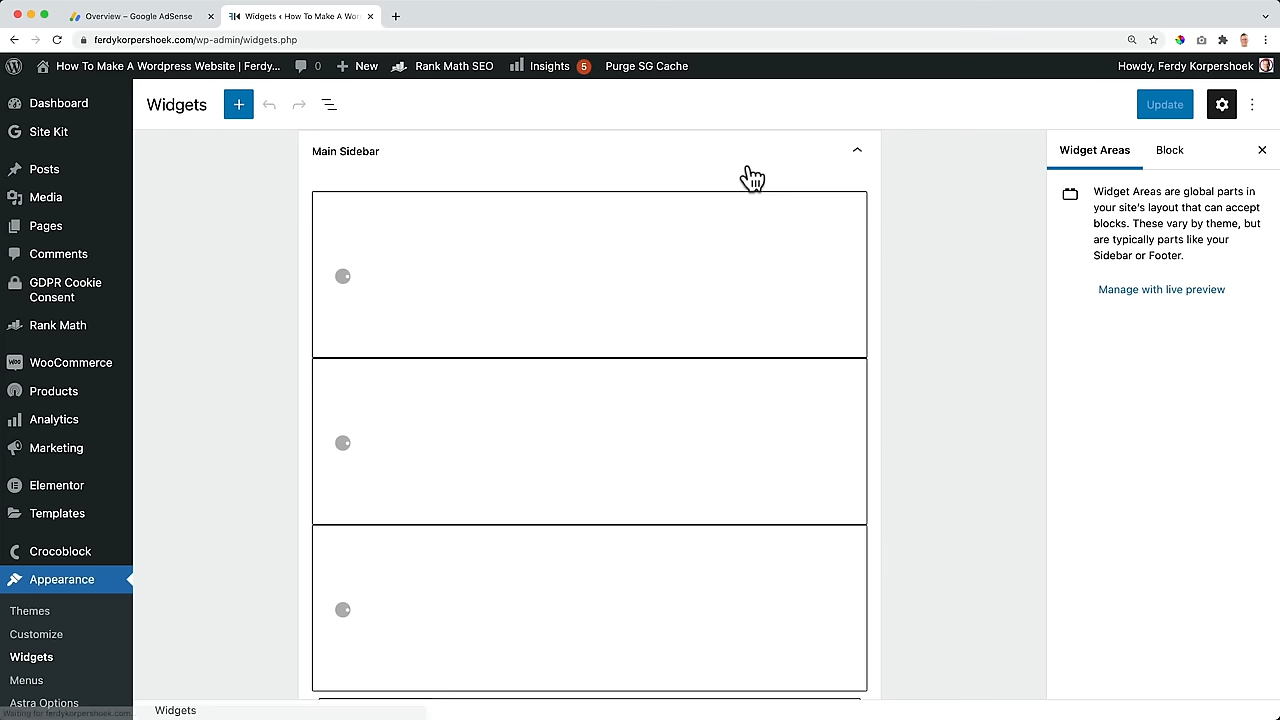 Overview – Google AdSense
Widgets ‹ How To Make A Wor
ferdykorpershoek.com/wp-admin/widgets.php
How To Make A Wordpress Website | Ferdy...
0
New
Rank Math SEO
Insights
5
Purge SG Cache
Howdy, Ferdy Korpershoek
Dashboard
Site Kit
Posts
Media
Pages
Comments
GDPR Cookie
Consent
Rank Math
WooCommerce
Products
Analytics
Marketing
Elementor
Templates
Crocoblock
Appearance
Themes
Customize
Widgets
Menus
Astra Options
Waiting for ferdykorpershoek.com...
Widgets
Update
Main Sidebar
Widget Areas
Block
Widget Areas are global parts in
your site's layout that can accept
blocks. These vary by theme, but
are typically parts like your
Sidebar or Footer.
Manage with live preview
Widgets